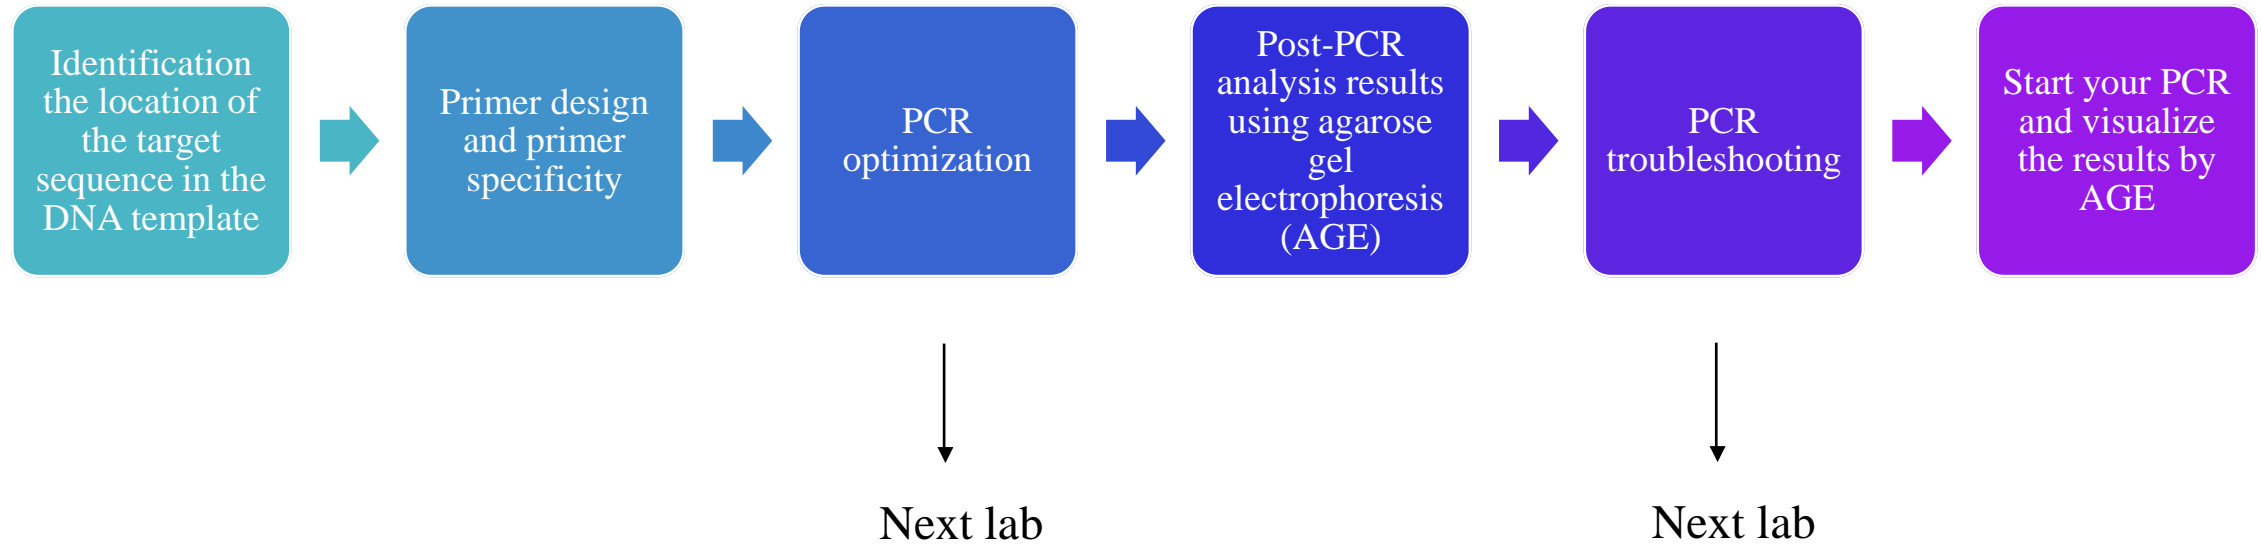 Identification
the location of
the target
sequence in the
DNA template
Primer design
and primer
specificity
PCR
optimization
Post-PCR
analysis results
using agarose
gel
electrophoresis
(AGE)
PCR
troubleshooting
Start your PCR
and visualize
the results by
AGE
Next lab
Next lab